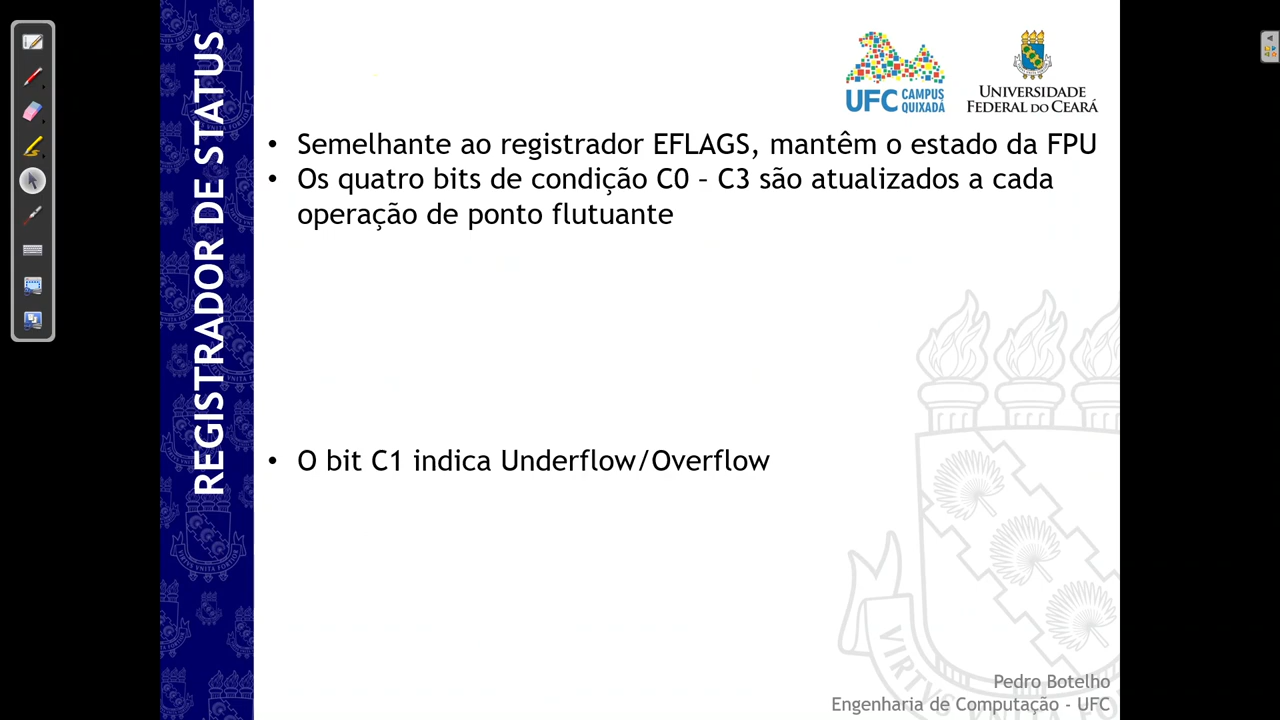 REGISTRADOR DE STATUS
UFC CAMPUS QUIXADÁ
UNIVERSIDADE
FEDERAL DO CEARÁ
• Semelhante ao registrador EFLAGS, mantêm o estado da FPU
• Os quatro bits de condição C0 – C3 são atualizados a cada
operação de ponto flutuante
• O bit C1 indica Underflow/Overflow
Pedro Botelho
Engenharia de Computação - UFC